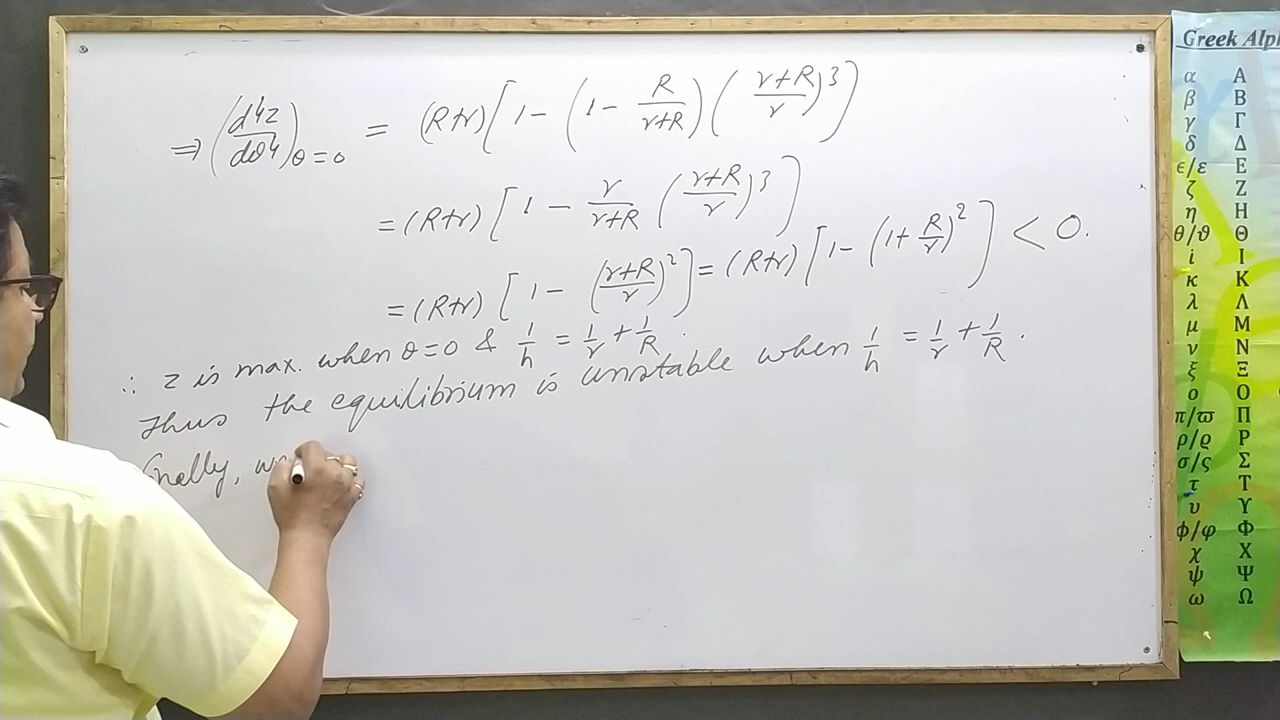 ⇒ (d⁴z/dθ⁴)θ=0 = (R+r)[1 - (1 - R/(r+R))((r+R)/r)³]
= (R+r)[1 - r/(r+R) ((r+R)/r)³]
= (R+r)[1 - ((r+R)/r)²] = (R+r)[1 - (1 + R/r)²] < 0.
∴ z is max. when θ=0 & 1/h = 1/r + 1/R.
Thus the equilibrium is unstable when 1/h = 1/r + 1/R.
Greek Alp
α A
β B
γ Γ
δ Δ
ϵ/ε E
ζ Z
η H
θ/ϑ Θ
i I
κ K
λ Λ
μ M
ν N
ξ Ξ
ο O
π/ϖ Π
ρ/ϱ P
σ/ς Σ
τ T
υ Υ
ϕ/φ Φ
χ X
ψ Ψ
ω Ω